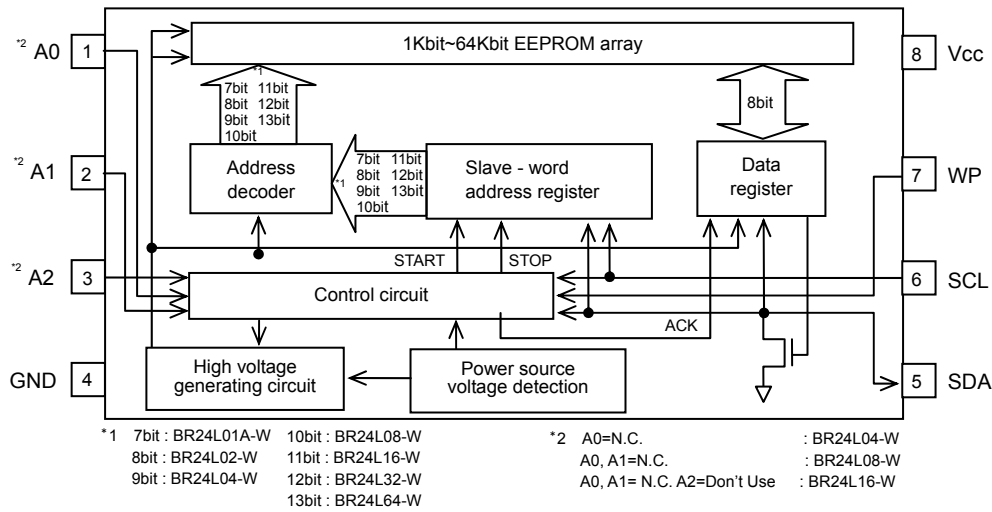 1Kbit~64Kbit EEPROM array
*2 A0 1
8 Vcc
*1
7bit 11bit
8bit 12bit
9bit 13bit
10bit
8bit
*2 A1 2
7 WP
Address
decoder
*1
7bit 11bit
8bit 12bit
9bit 13bit
10bit
Slave - word
address register
Data
register
START STOP
*2 A2 3
6 SCL
Control circuit
ACK
GND 4
5 SDA
High voltage
generating circuit
Power source
voltage detection
*1 7bit : BR24L01A-W
8bit : BR24L02-W
9bit : BR24L04-W
10bit : BR24L08-W
11bit : BR24L16-W
12bit : BR24L32-W
13bit : BR24L64-W
*2 A0=N.C. : BR24L04-W
A0, A1=N.C. : BR24L08-W
A0, A1= N.C. A2=Don't Use : BR24L16-W